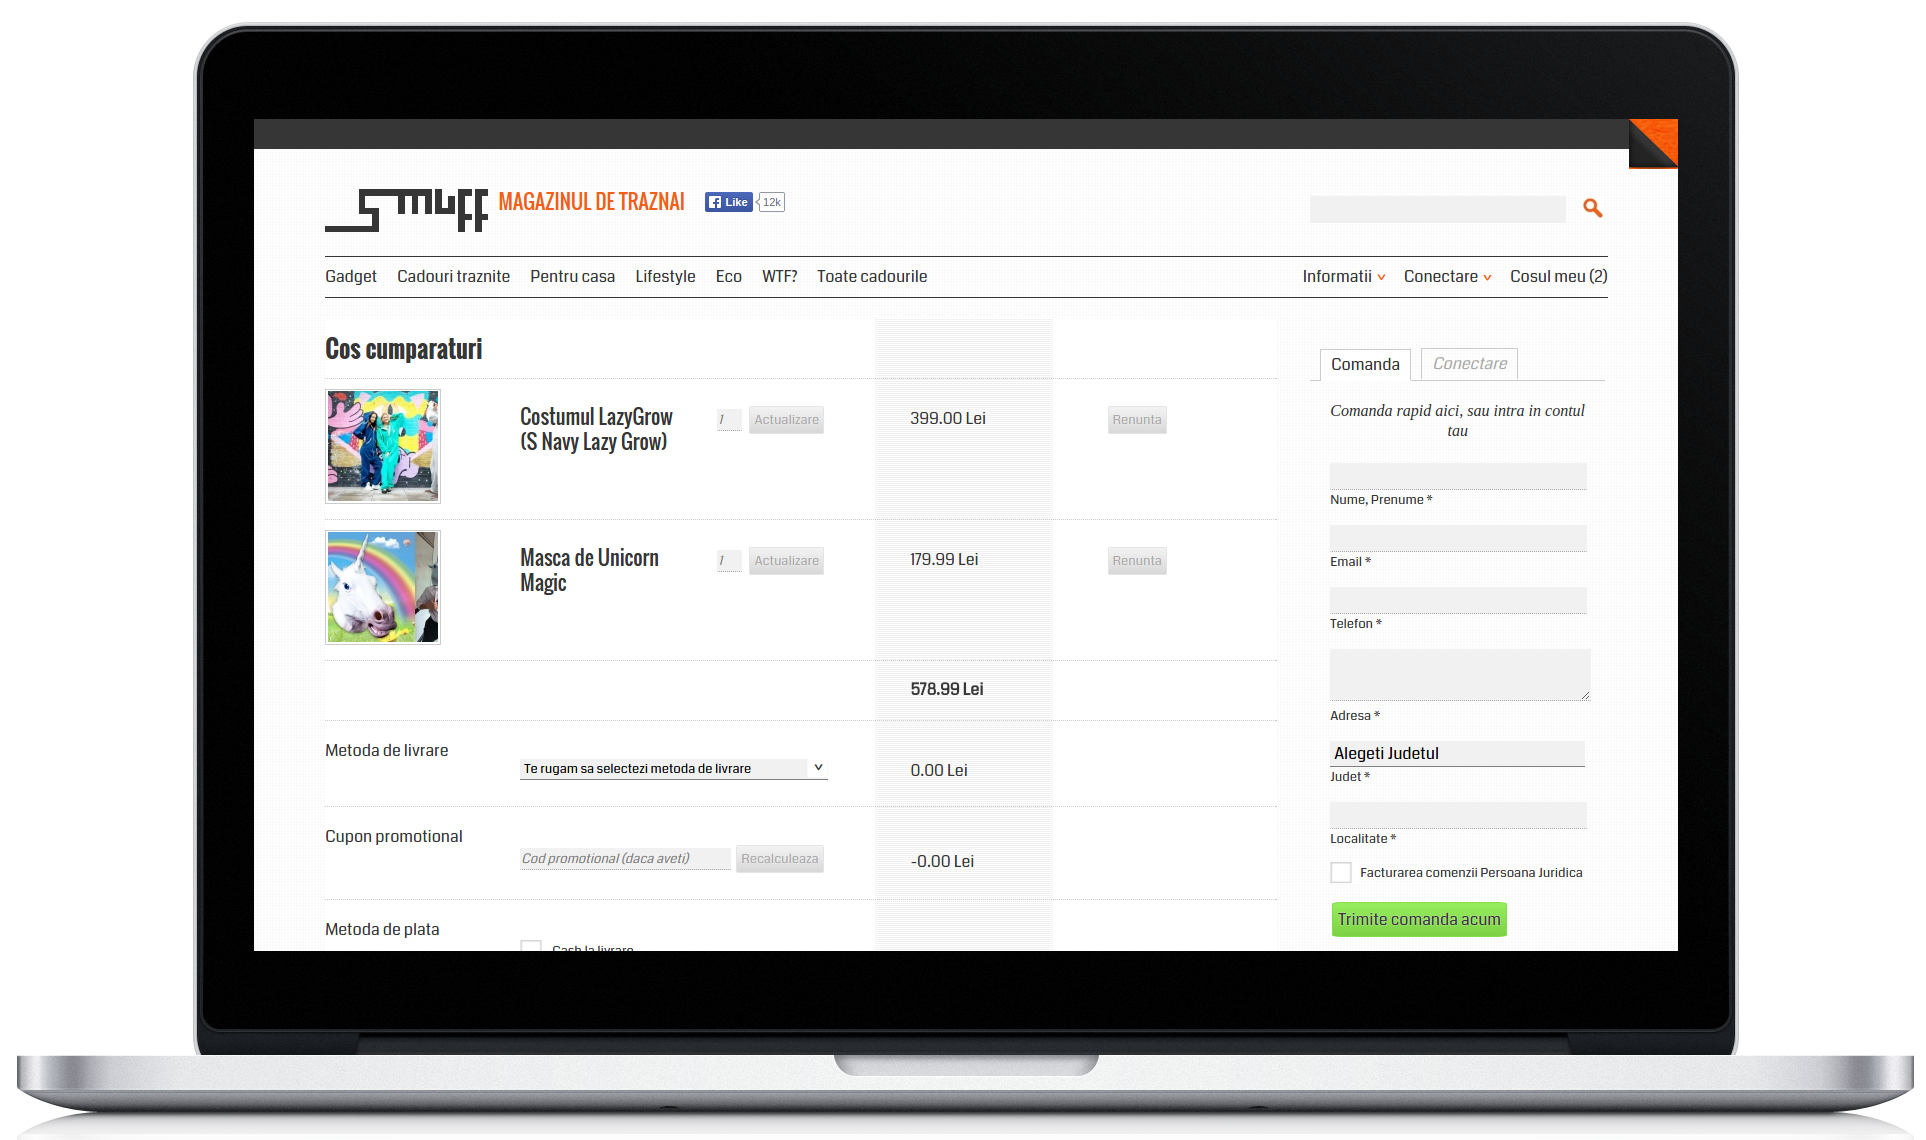 smuff MAGAZINUL DE TRAZNAI Like 12k
Gadget Cadouri traznite Pentru casa Lifestyle Eco WTF? Toate cadourile Informatii Conectare Cosul meu (2)
Cos cumparaturi
Costumul LazyGrow
(S Navy Lazy Grow)
1 Actualizare 399.00 Lei Renunta
Masca de Unicorn
Magic
1 Actualizare 179.99 Lei Renunta
578.99 Lei
Metoda de livrare
Te rugam sa selectezi metoda de livrare
0.00 Lei
Cupon promotional
Cod promotional (daca aveti) Recalculeaza
-0.00 Lei
Metoda de plata
Cash la livrare
Comanda Conectare
Comanda rapid aici, sau intra in contul
tau
Nume, Prenume *
Email *
Telefon *
Adresa *
Alegeti Judetul
Judet *
Localitate *
Facturarea comenzii Persoana Juridica
Trimite comanda acum